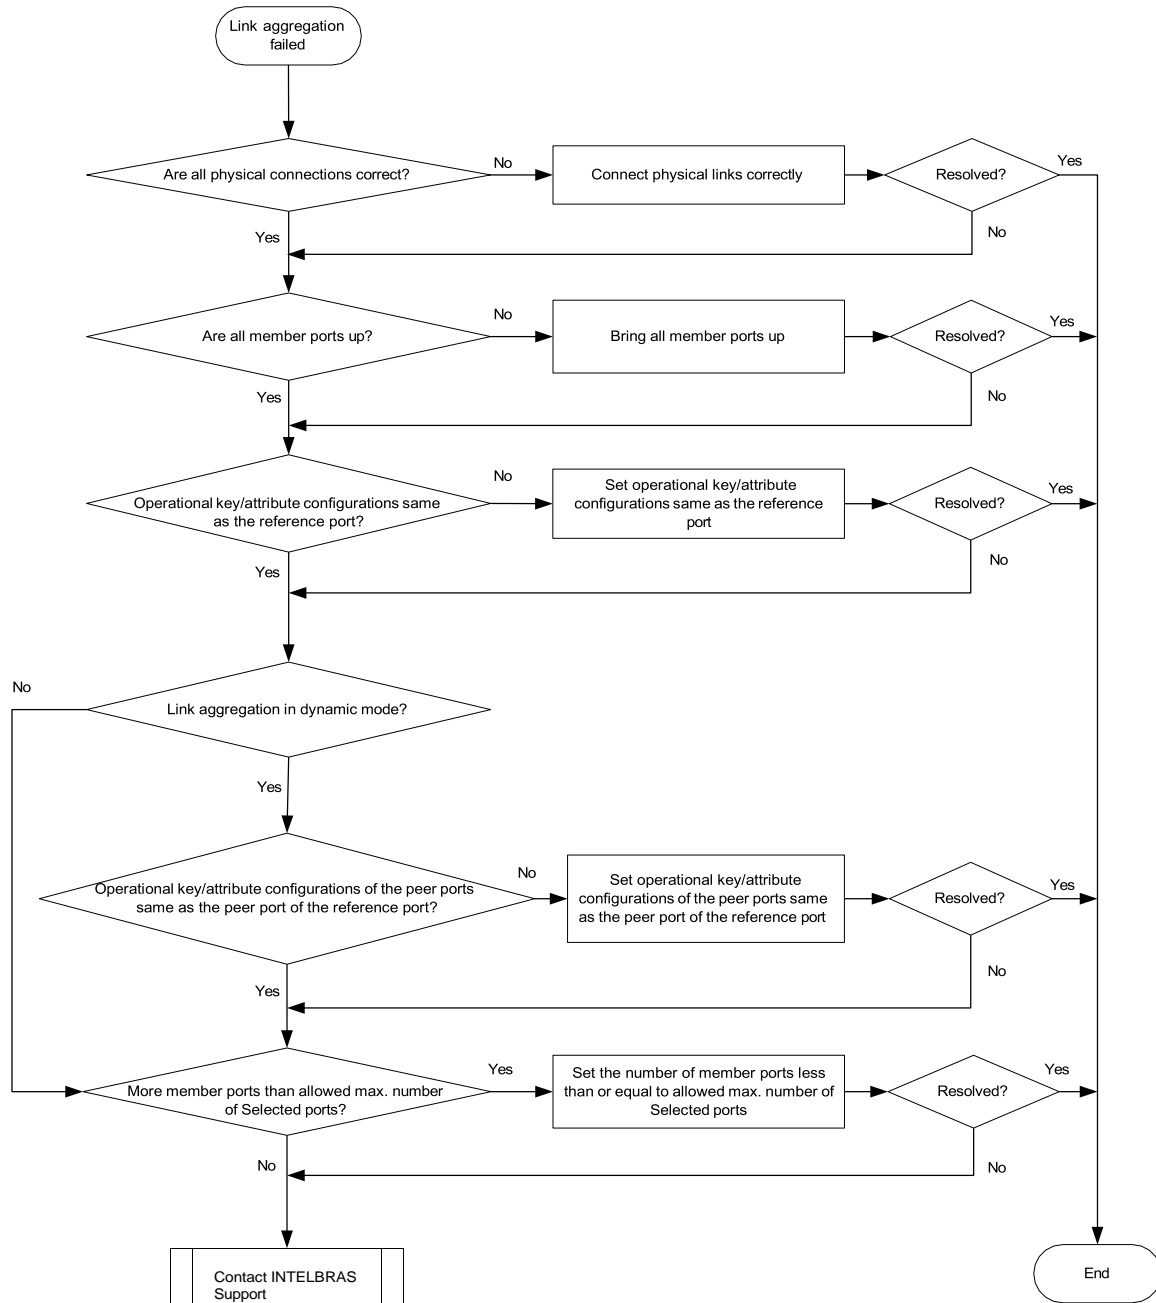 Link aggregation
failed
Are all physical connections correct?
No
Connect physical links correctly
Resolved?
Yes
Yes
No
Are all member ports up?
No
Bring all member ports up
Resolved?
Yes
Yes
No
Operational key/attribute configurations same
as the reference port?
No
Set operational key/attribute
configurations same as the reference
port
Resolved?
Yes
Yes
No
No
Link aggregation in dynamic mode?
Yes
Operational key/attribute configurations of the peer ports
same as the peer port of the reference port?
No
Set operational key/attribute
configurations of the peer ports same
as the peer port of the reference port
Resolved?
Yes
Yes
No
More member ports than allowed max. number
of Selected ports?
Yes
Set the number of member ports less
than or equal to allowed max. number of
Selected ports
Resolved?
Yes
No
No
Contact INTELBRAS
Support
End